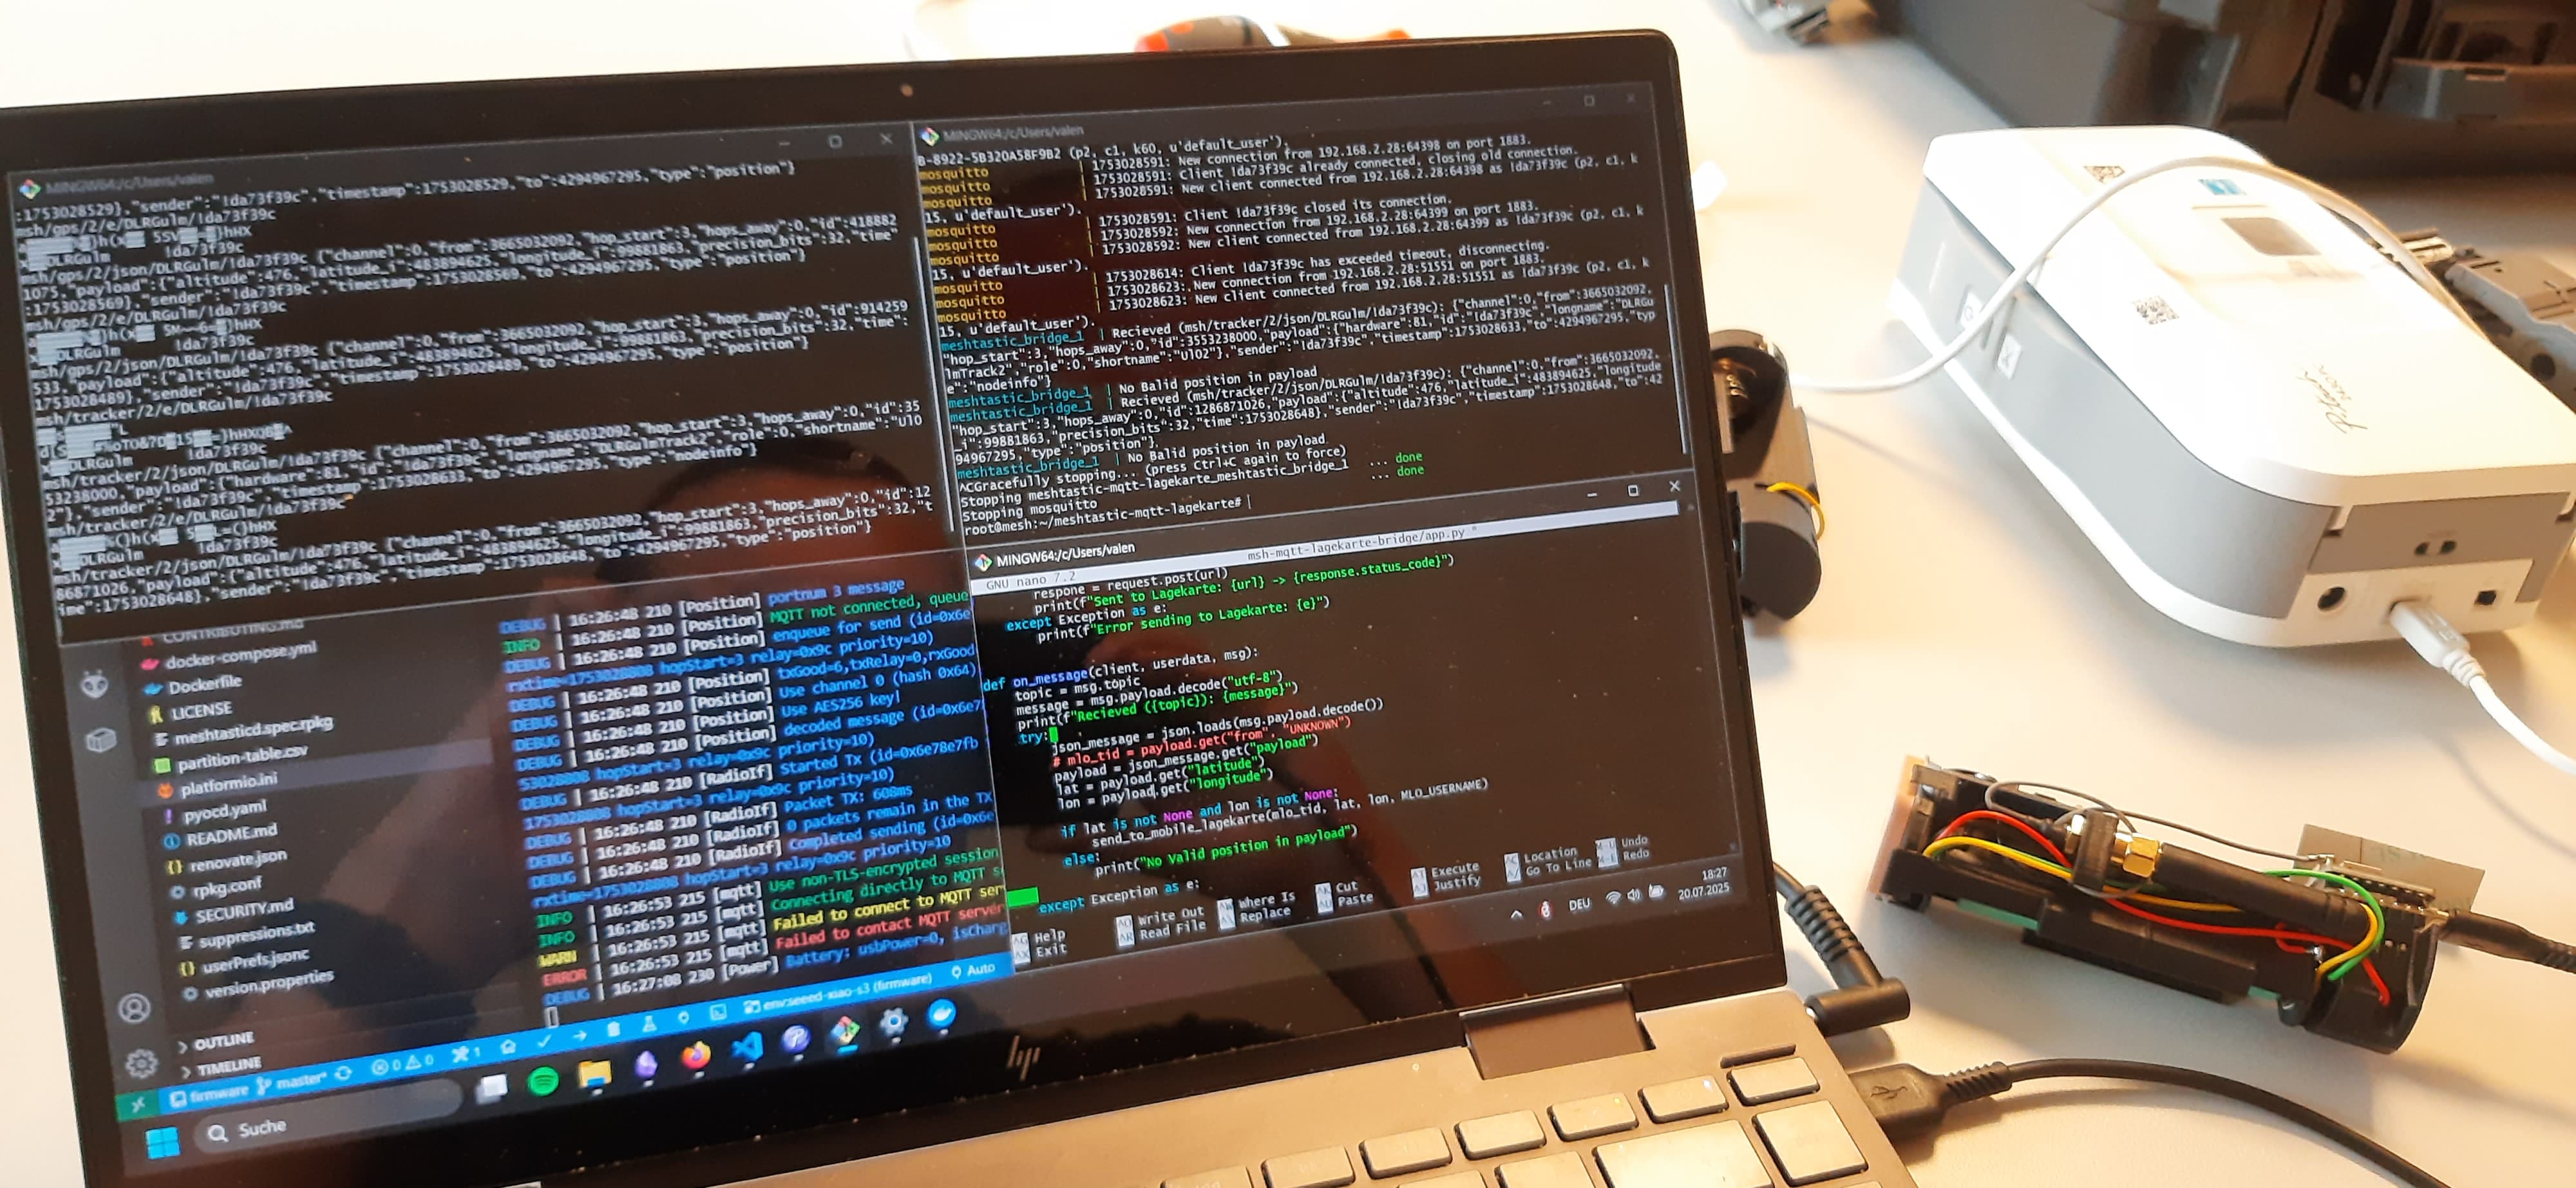 MINGW64:/c/Users/valen
:1753028529},"sender":"!da73f39c","timestamp":1753028529,"to":4294967295,"type":"position"}
msh/gps/2/e/DLRGulm/!da73f39c
DLRGulm !da73f39c
msh/gps/2/json/DLRGulm/!da73f39c {"channel":0,"from":3665032092,"hop_start":3,"hops_away":0,"id":418882
1075,"payload":{"altitude":476,"latitude_i":483894625,"longitude_i":99881863,"precision_bits":32,"time"
:1753028569},"sender":"!da73f39c","timestamp":1753028569,"to":4294967295,"type":"position"}
msh/gps/2/e/DLRGulm/!da73f39c
DLRGulm !da73f39c
msh/gps/2/json/DLRGulm/!da73f39c {"channel":0,"from":3665032092,"hop_start":3,"hops_away":0,"id":914259
533,"payload":{"altitude":476,"latitude_i":483894625,"longitude_i":99881863,"precision_bits":32,"time":
1753028489},"sender":"!da73f39c","timestamp":1753028489,"to":4294967295,"type":"position"}
msh/tracker/2/e/DLRGulm/!da73f39c
DLRGulm !da73f39c
msh/tracker/2/json/DLRGulm/!da73f39c {"channel":0,"from":3665032092,"hop_start":3,"hops_away":0,"id":35
53238000,"payload":{"hardware":81,"id":"!da73f39c","longname":"DLRGUlmTrack2","role":0,"shortname":"Ul0
2"},"sender":"!da73f39c","timestamp":1753028633,"to":4294967295,"type":"nodeinfo"}
msh/tracker/2/e/DLRGulm/!da73f39c
DLRGulm !da73f39c
msh/tracker/2/json/DLRGulm/!da73f39c {"channel":0,"from":3665032092,"hop_start":3,"hops_away":0,"id":12
86871026,"payload":{"altitude":476,"latitude_i":483894625,"longitude_i":99881863,"precision_bits":32,"t
ime":1753028648},"sender":"!da73f39c","timestamp":1753028648,"to":4294967295,"type":"position"}
MINGW64:/c/Users/valen
B-8922-5B320A58F9B2 (p2, c1, k60, u'default_user').
mosquitto | 1753028591: New connection from 192.168.2.28:64398 on port 1883.
mosquitto | 1753028591: Client !da73f39c already connected, closing old connection.
mosquitto | 1753028591: New client connected from 192.168.2.28:64398 as !da73f39c (p2, c1, k
15, u'default_user').
mosquitto | 1753028591: Client !da73f39c closed its connection.
mosquitto | 1753028592: New connection from 192.168.2.28:64399 on port 1883.
mosquitto | 1753028592: New client connected from 192.168.2.28:64399 as !da73f39c (p2, c1, k
15, u'default_user').
mosquitto | 1753028614: Client !da73f39c has exceeded timeout, disconnecting.
mosquitto | 1753028623: New connection from 192.168.2.28:51551 on port 1883.
mosquitto | 1753028623: New client connected from 192.168.2.28:51551 as !da73f39c (p2, c1, k
15, u'default_user').
meshtastic_bridge_1 | Recieved (msh/tracker/2/json/DLRGulm/!da73f39c): {"channel":0,"from":3665032092,
"hop_start":3,"hops_away":0,"id":3553238000,"payload":{"hardware":81,"id":"!da73f39c","longname":"DLRGU
lmTrack2","role":0,"shortname":"Ul02"},"sender":"!da73f39c","timestamp":1753028633,"to":4294967295,"typ
e":"nodeinfo"}
meshtastic_bridge_1 | No Balid position in payload
meshtastic_bridge_1 | Recieved (msh/tracker/2/json/DLRGulm/!da73f39c): {"channel":0,"from":3665032092,
"hop_start":3,"hops_away":0,"id":1286871026,"payload":{"altitude":476,"latitude_i":483894625,"longitude
_i":99881863,"precision_bits":32,"time":1753028648},"sender":"!da73f39c","timestamp":1753028648,"to":42
94967295,"type":"position"}
meshtastic_bridge_1 | No Balid position in payload
^CGracefully stopping... (press Ctrl+C again to force)
Stopping meshtastic-mqtt-lagekarte_meshtastic_bridge_1 ... done
Stopping mosquitto ... done
root@mesh:~/meshtastic-mqtt-lagekarte#
MINGW64:/c/Users/valen
GNU nano 7.2 msh-mqtt-lagekarte-bridge/app.py *
respone = request.post(url)
print(f"Sent to Lagekarte: {url} -> {response.status_code}")
except Exception as e:
print(f"Error sending to Lagekarte: {e}")
def on_message(client, userdata, msg):
topic = msg.topic
message = msg.payload.decode("utf-8")
print(f"Recieved ({topic}): {message}")
try:
json_message = json.loads(msg.payload.decode())
# mlo_tid = payload.get("from", "UNKNOWN")
payload = json_message.get("payload")
lat = payload.get("latitude")
lon = payload.get("longitude")
if lat is not None and lon is not None:
send_to_mobile_lagekarte(mlo_tid, lat, lon, MLO_USERNAME)
else:
print("No Valid position in payload")
except Exception as e:
^G Help
^X Exit
^O Write Out
^R Read File
^W Where Is
^\ Replace
^K Cut
^U Paste
^T Execute
^J Justify
^C Location
^/ Go To Line
M-U Undo
M-E Redo
CONTRIBUTING.md
docker-compose.yml
Dockerfile
LICENSE
meshtasticd.spec.rpkg
partition-table.csv
platformio.ini
pyocd.yaml
README.md
renovate.json
rpkg.conf
SECURITY.md
suppressions.txt
userPrefs.jsonc
version.properties
OUTLINE
TIMELINE
portnum 3 message
DEBUG | 16:26:48 210 [Position] MQTT not connected, queue
INFO | 16:26:48 210 [Position] enqueue for send (id=0x6e
DEBUG | 16:26:48 210 [Position]
rxtime=1753028808 hopStart=3 relay=0x9c priority=10)
DEBUG | 16:26:48 210 [Position] txGood=6,txRelay=0,rxGood
DEBUG | 16:26:48 210 [Position] Use channel 0 (hash 0x64)
DEBUG | 16:26:48 210 [Position] Use AES256 key!
DEBUG | 16:26:48 210 [Position] decoded message (id=0x6e7
53028808 hopStart=3 relay=0x9c priority=10)
DEBUG | 16:26:48 210 [RadioIf] Started Tx (id=0x6e78e7fb
1753028808 hopStart=3 relay=0x9c priority=10)
DEBUG | 16:26:48 210 [RadioIf] Packet TX: 608ms
DEBUG | 16:26:48 210 [RadioIf] 0 packets remain in the TX
DEBUG | 16:26:48 210 [RadioIf] Completed sending (id=0x6e
rxtime=1753028808 hopStart=3 relay=0x9c priority=10
INFO | 16:26:53 215 [mqtt] Use non-TLS-encrypted session
INFO | 16:26:53 215 [mqtt] Connecting directly to MQTT s
WARN | 16:26:53 215 [mqtt] Failed to connect to MQTT ser
ERROR | 16:26:53 215 [mqtt] Failed to contact MQTT server
DEBUG | 16:27:08 230 [Power] Battery: usbPower=0, isCharg
firmware master* 0 0 1 env:seeed-xiao-s3 (firmware) Auto
Suche
DEU
18:27
20.07.2025
hp